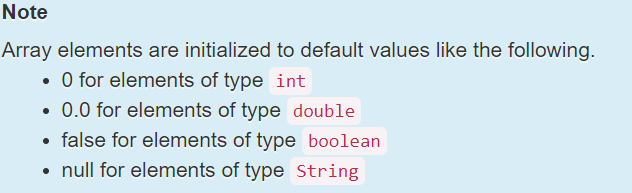 Note
Array elements are initialized to default values like the following.
• 0 for elements of type int
• 0.0 for elements of type double
• false for elements of type boolean
• null for elements of type String